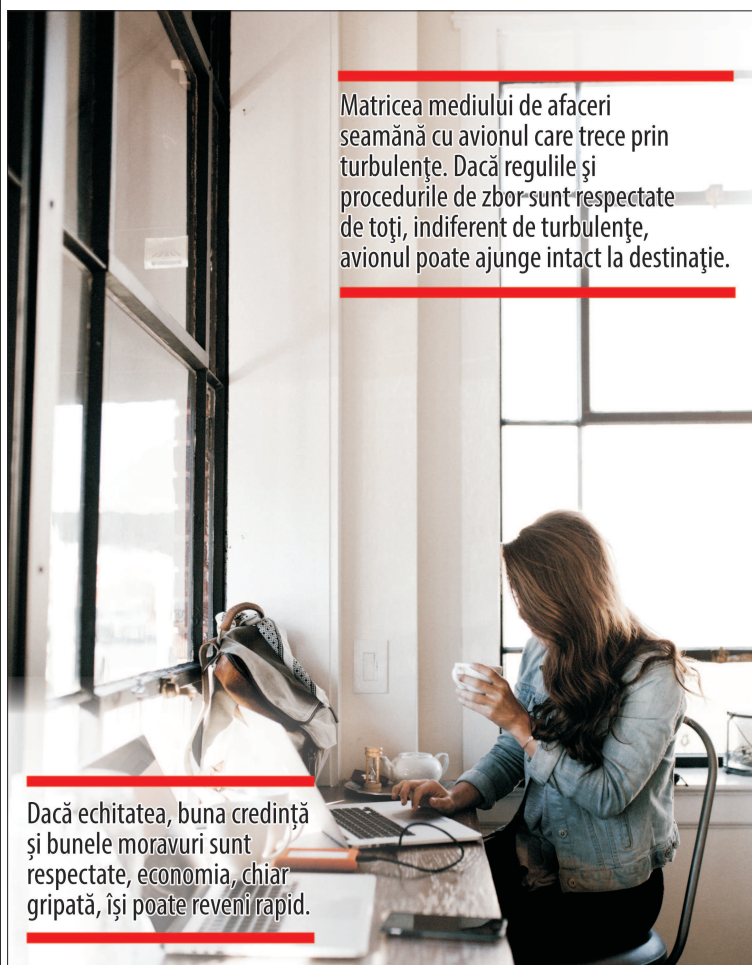 Matricea mediului de afaceri
seamănă cu avionul care trece prin
turbulenţe. Dacă regulile şi
procedurile de zbor sunt respectate
de toţi, indiferent de turbulenţe,
avionul poate ajunge intact la destinaţie.
Dacă echitatea, buna credință
și bunele moravuri sunt
respectate, economia, chiar
gripată, își poate reveni rapid.